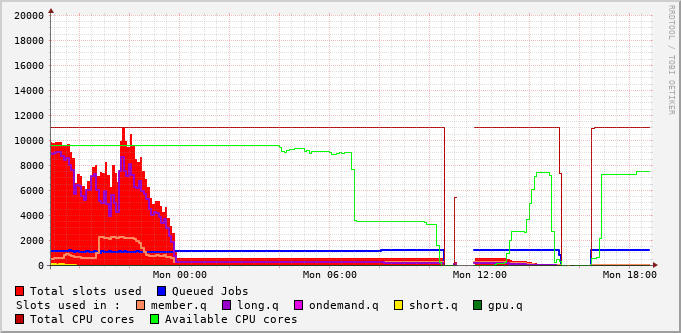 20000
18000
16000
14000
12000
10000
8000
6000
4000
2000
0
Mon 00:00 Mon 06:00 Mon 12:00 Mon 18:00
RRDTOOL / TOBI OETIKER
Total slots used Queued Jobs
Slots used in : member.q long.q ondemand.q short.q gpu.q
Total CPU cores Available CPU cores